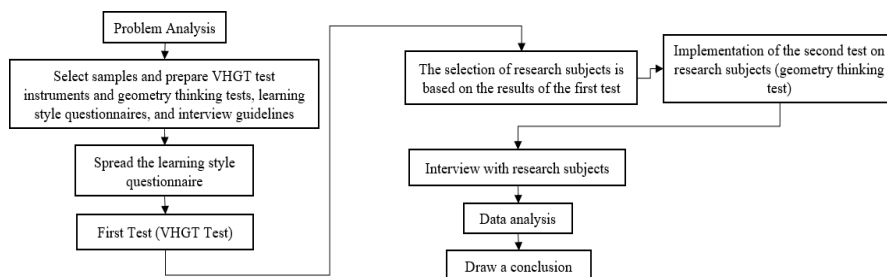 Problem Analysis
Select samples and prepare VHGT test
instruments and geometry thinking tests, learning
style questionnaires, and interview guidelines
Spread the learning style
questionnaire
First Test (VHGT Test)
The selection of research subjects is
based on the results of the first test
Implementation of the second test on
research subjects (geometry thinking
test)
Interview with research subjects
Data analysis
Draw a conclusion